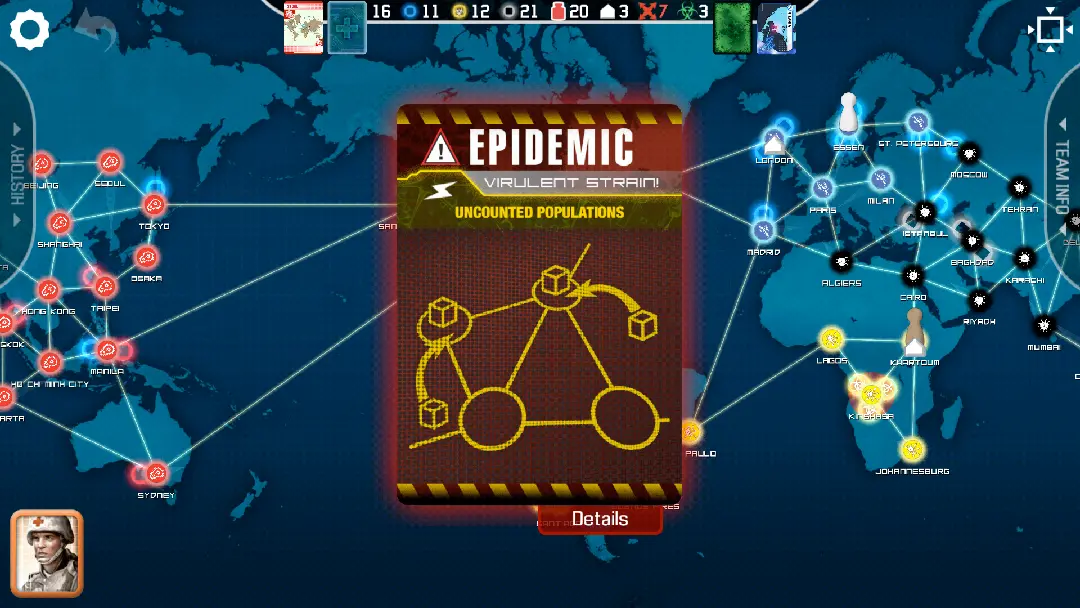 16 11 12 21 20 3 7 3
HISTORY
TEAM INFO
EPIDEMIC
VIRULENT STRAIN!
UNCOUNTED POPULATIONS
Details
BEIJING
SEOUL
TOKYO
SHANGHAI
OSAKA
TAIPEI
HONG KONG
MANILA
HO CHI MINH CITY
SYDNEY
LONDON
ESSEN
ST. PETERSBURG
MOSCOW
PARIS
MILAN
TEHRAN
ISTANBUL
MADRID
BAGHDAD
ALGIERS
KARACHI
CAIRO
RIYADH
MUMBAI
LAGOS
KHARTOUM
KINSHASA
JOHANNESBURG
PAULO
SAN